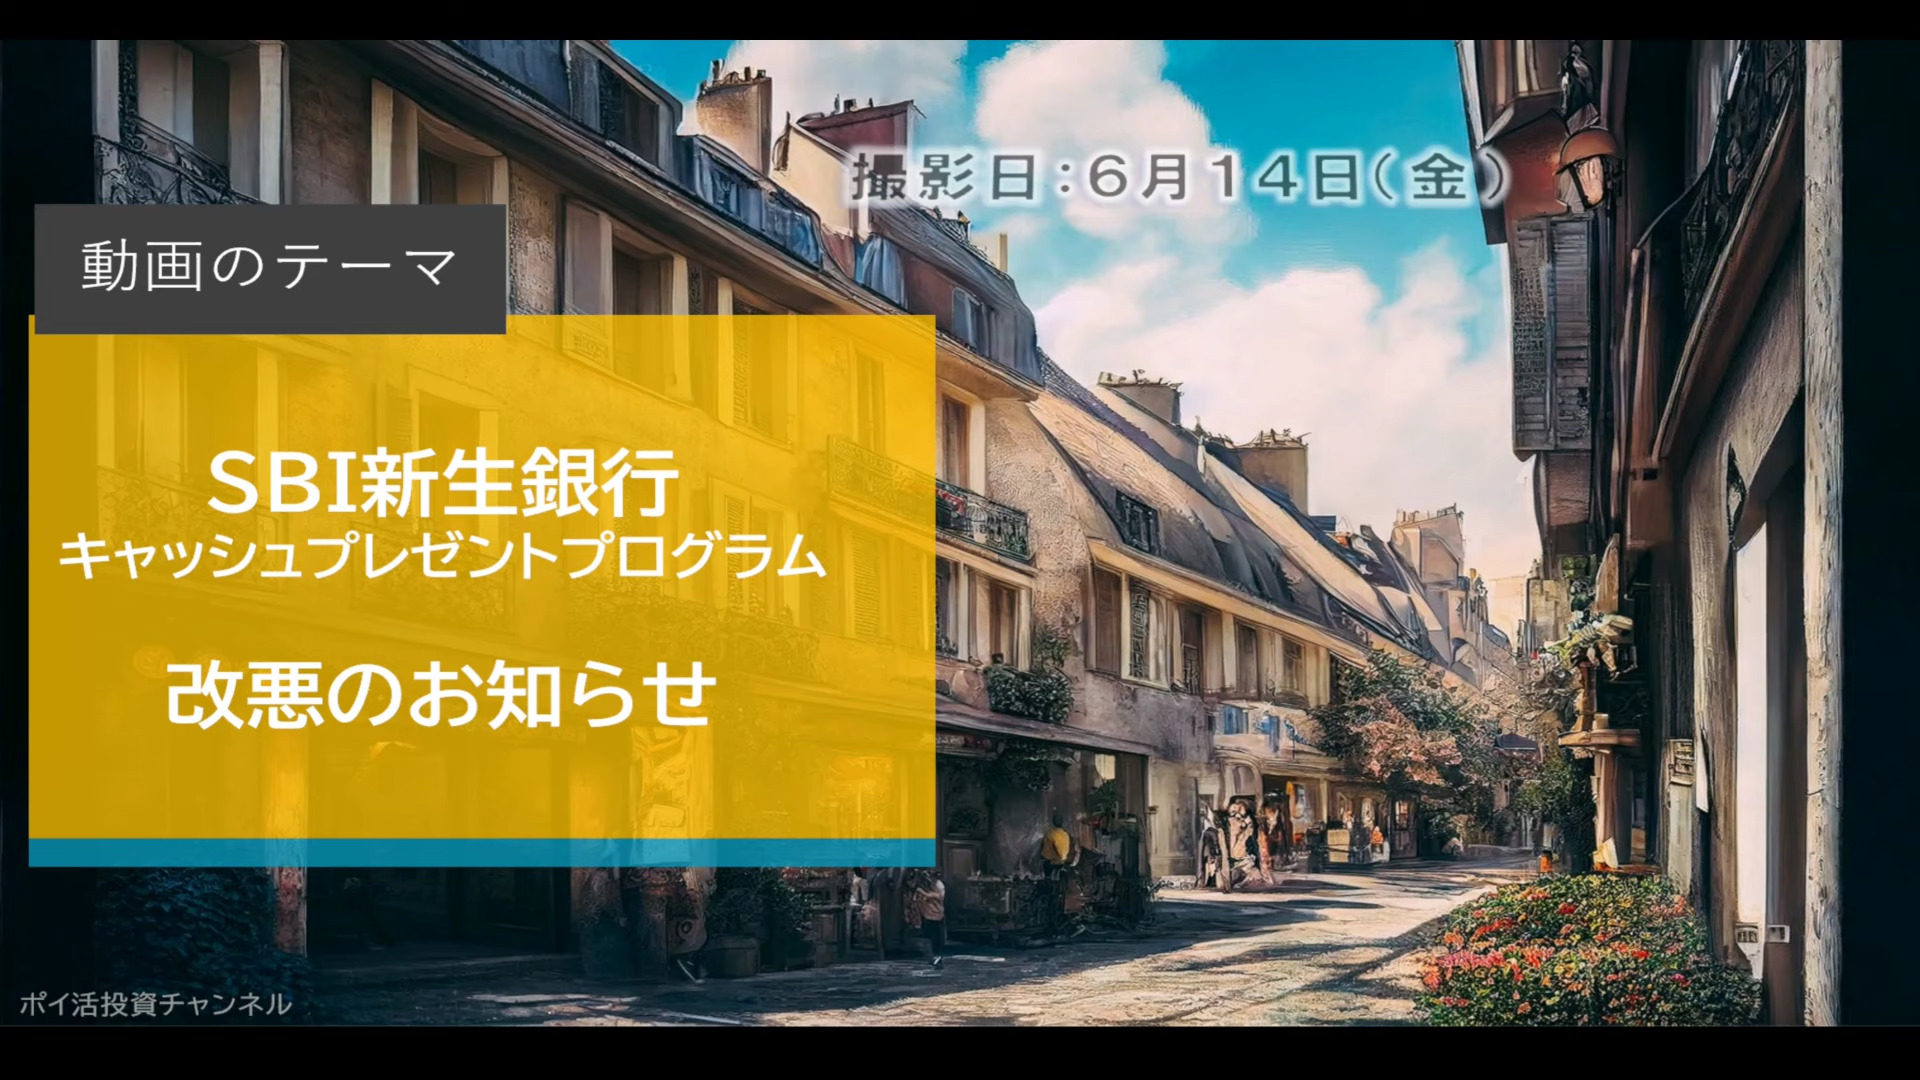 撮影日:6月14日(金)
動画のテーマ
SBI新生銀行
キャッシュプレゼントプログラム
改悪のお知らせ
ポイ活投資チャンネル